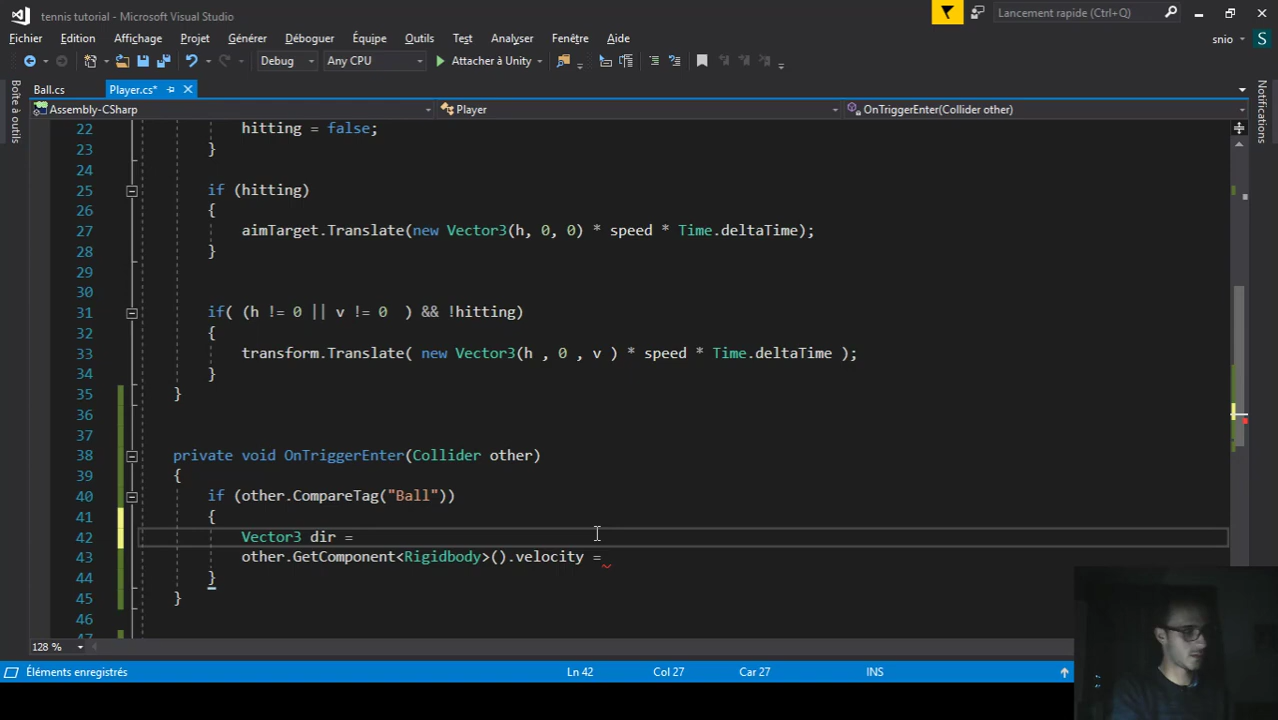 tennis tutorial - Microsoft Visual Studio
Lancement rapide (Ctrl+Q)
Fichier Edition Affichage Projet Générer Déboguer Équipe Outils Test Analyser Fenêtre Aide
snio S
Debug Any CPU Attacher à Unity
Boîte à outils
Ball.cs Player.cs*
Notifications
Assembly-CSharp Player OnTriggerEnter(Collider other)
22 hitting = false;
23 }
24
25 if (hitting)
26 {
27 aimTarget.Translate(new Vector3(h, 0, 0) * speed * Time.deltaTime);
28 }
29
30
31 if( (h != 0 || v != 0 ) && !hitting)
32 {
33 transform.Translate( new Vector3(h , 0 , v ) * speed * Time.deltaTime );
34 }
35 }
36
37
38 private void OnTriggerEnter(Collider other)
39 {
40 if (other.CompareTag("Ball"))
41 {
42 Vector3 dir =
43 other.GetComponent<Rigidbody>().velocity =
44 }
45 }
46
47
128 %
Éléments enregistrés Ln 42 Col 27 Car 27 INS